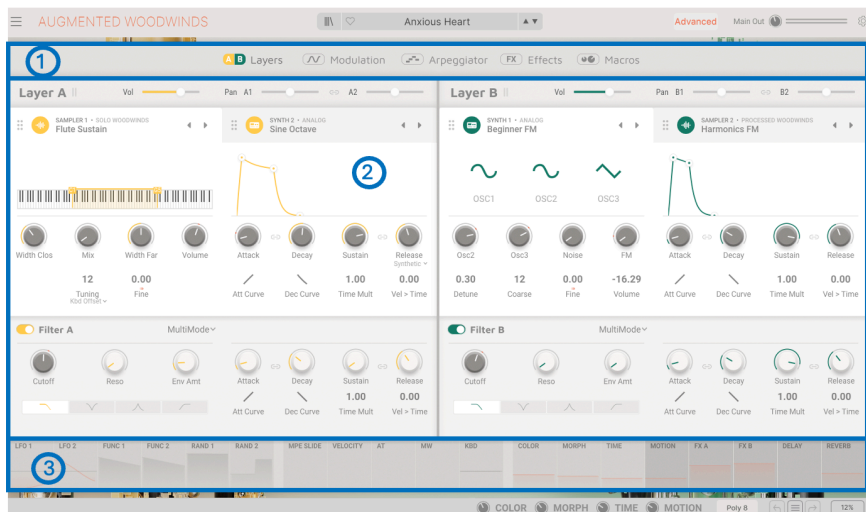 AUGMENTED WOODWINDS Anxious Heart Advanced Main Out
1
A B Layers Modulation Arpeggiator FX Effects Macros
Layer A Vol Pan A1 A2 Layer B Vol Pan B1 B2
SAMPLER 1 • SOLO WOODWINDS SYNTH 2 • ANALOG SYNTH 1 • ANALOG SAMPLER 2 • PROCESSED WOODWINDS
Flute Sustain Sine Octave Beginner FM Harmonics FM
2
OSC1 OSC2 OSC3
Width Clos Mix Width Far Volume Attack Decay Sustain Release Osc2 Osc3 Noise FM Attack Decay Sustain Release
Synthetic
12 0.00 1.00 0.00 0.30 12 0.00 -16.29 1.00 0.00
Tuning Fine Att Curve Dec Curve Time Mult Vel > Time Detune Coarse Fine Volume Att Curve Dec Curve Time Mult Vel > Time
Kbd Offset
Filter A MultiMode Filter B MultiMode
Cutoff Reso Env Amt Attack Decay Sustain Release Cutoff Reso Env Amt Attack Decay Sustain Release
1.00 0.00 1.00 0.00
Att Curve Dec Curve Time Mult Vel > Time Att Curve Dec Curve Time Mult Vel > Time
LFO 1 LFO 2 FUNC 1 FUNC 2 RAND 1 RAND 2 MPE SLIDE VELOCITY AT MW KBD COLOR MORPH TIME MOTION FX A FX B DELAY REVERB
3
COLOR MORPH TIME MOTION Poly 8 12%